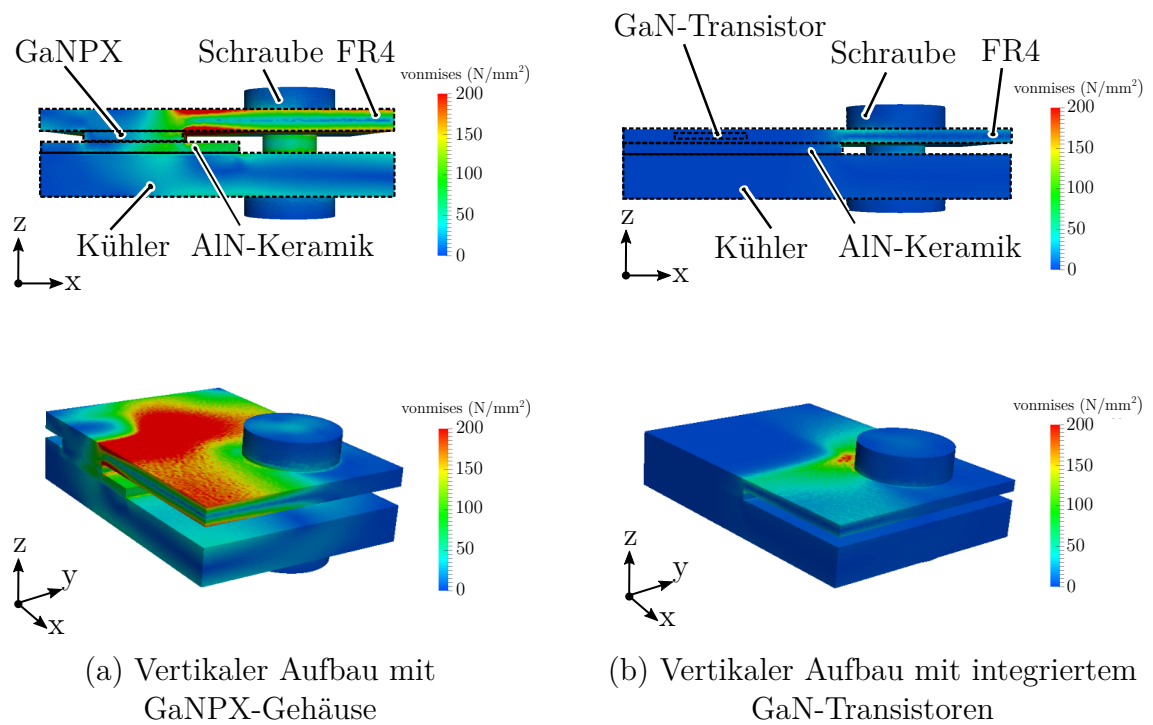 GaNPX Schraube FR4
vonmises (N/mm²)
200
150
100
50
0
z
x
Kühler AlN-Keramik
GaN-Transistor
Schraube FR4
vonmises (N/mm²)
200
150
100
50
0
z
x
Kühler AlN-Keramik
vonmises (N/mm²)
200
150
100
50
0
z
y
x
vonmises (N/mm²)
200
150
100
50
0
z
y
x
(a) Vertikaler Aufbau mit
GaNPX-Gehäuse
(b) Vertikaler Aufbau mit integriertem
GaN-Transistoren